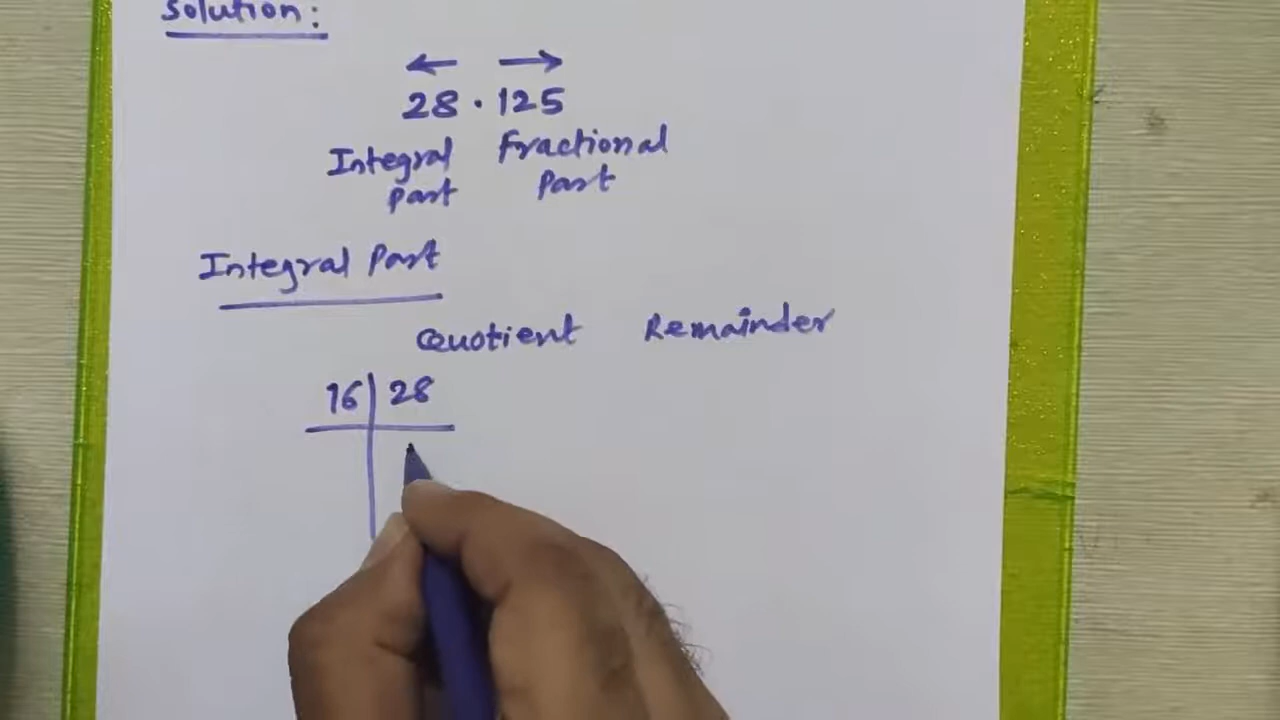 Solution:
← →
28.125
Integral Fractional
Part Part
Integral Part
Quotient Remainder
16 28